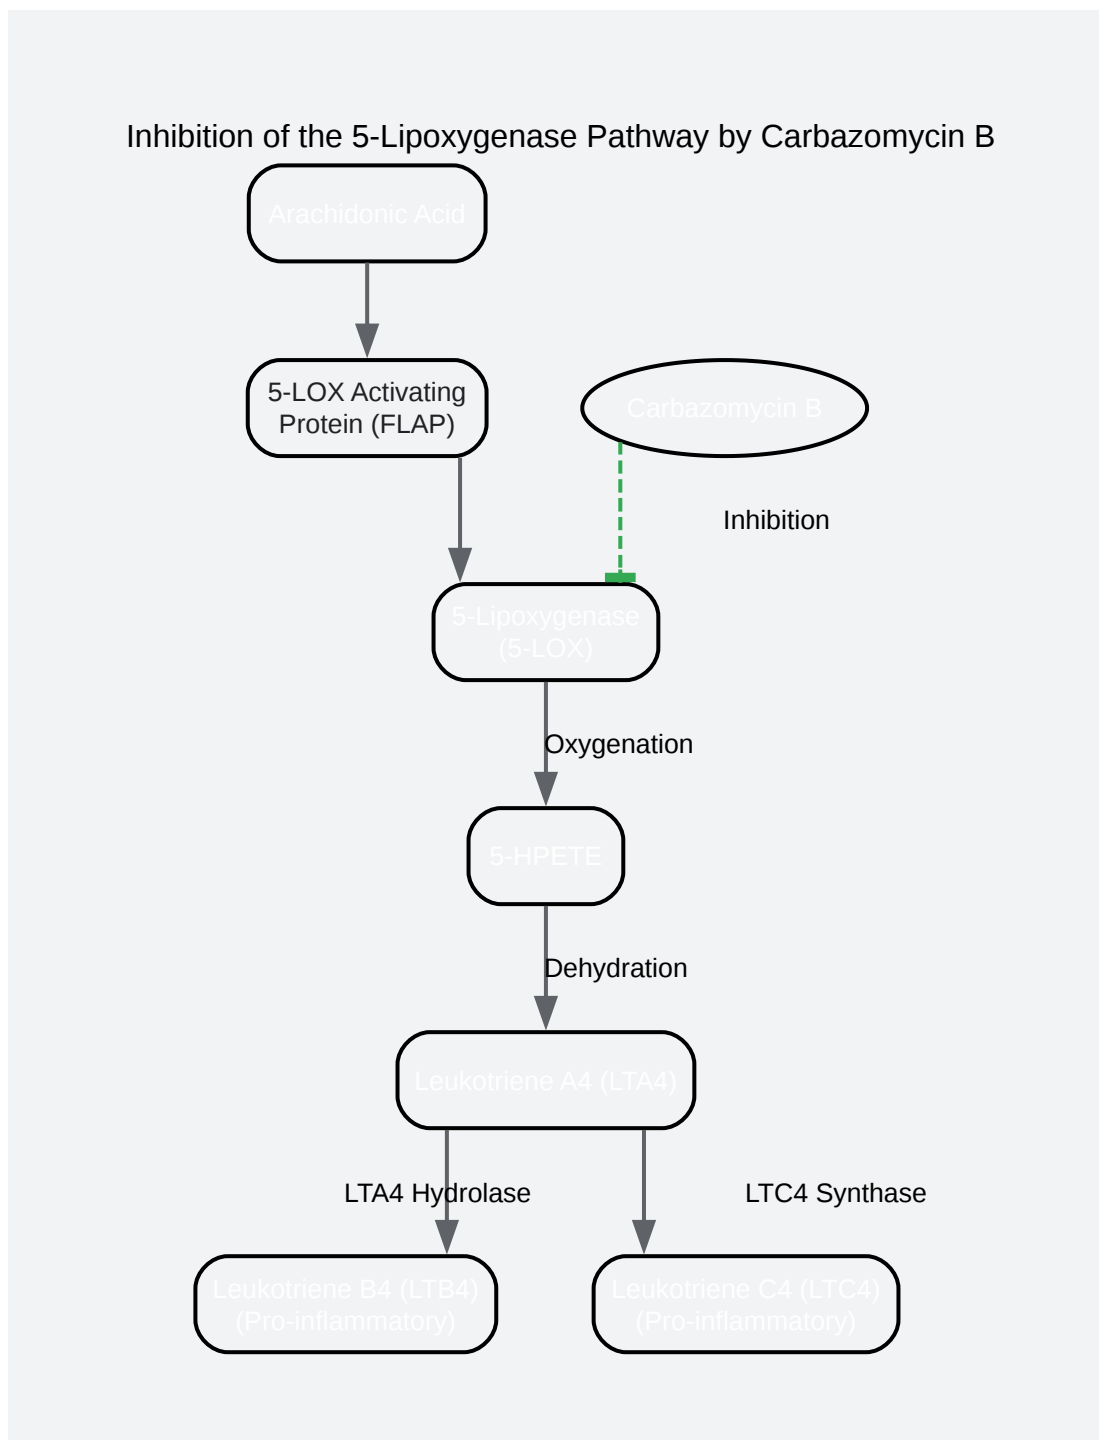 Inhibition of the 5-Lipoxygenase Pathway by Carbazomycin B
Arachidonic Acid
5-LOX Activating
Protein (FLAP)
Carbazomycin B
Inhibition
5-Lipoxygenase
(5-LOX)
Oxygenation
5-HPETE
Dehydration
Leukotriene A4 (LTA4)
LTA4 Hydrolase
LTC4 Synthase
Leukotriene B4 (LTB4)
(Pro-inflammatory)
Leukotriene C4 (LTC4)
(Pro-inflammatory)